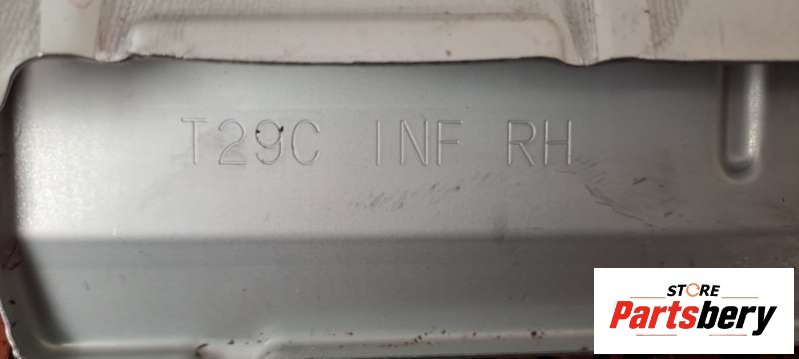 T29C INF RH
STORE
Partsbery